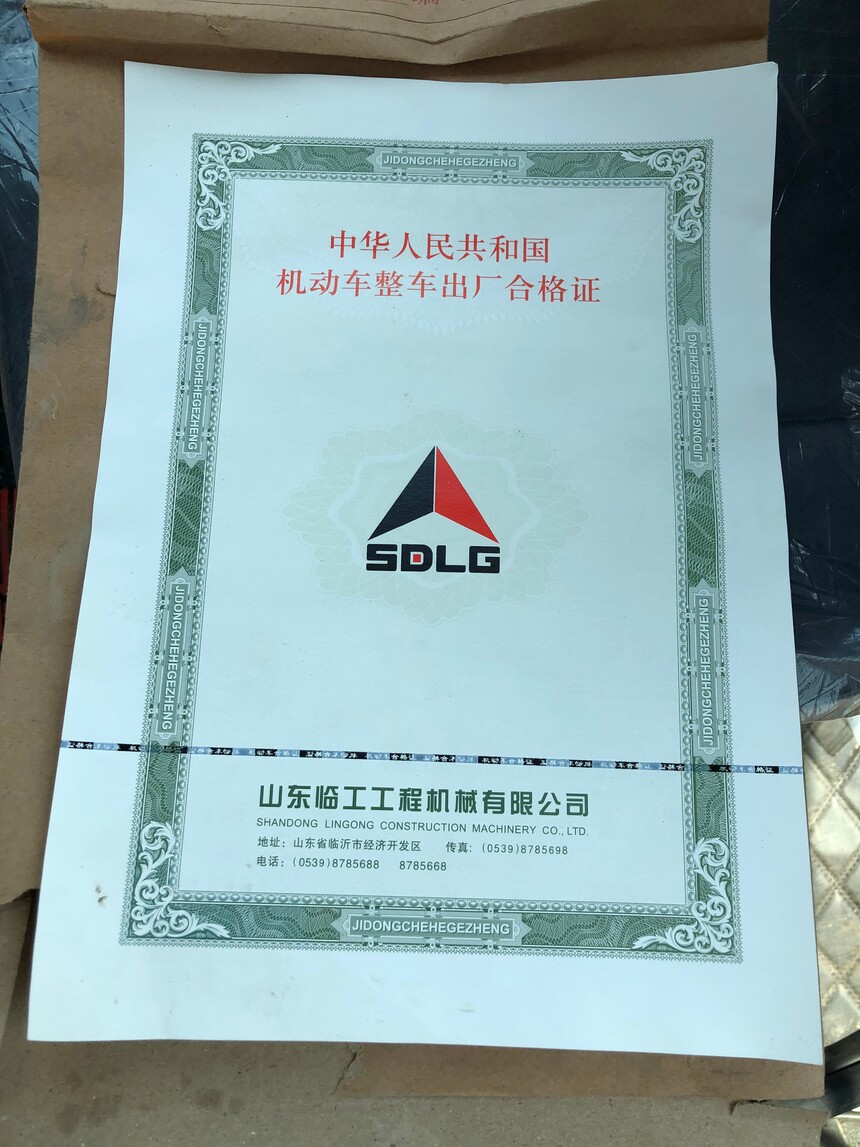 JIDONGCHEHEGEZHENG
中华人民共和国
机动车整车出厂合格证
JIDONGCHEHEGEZHENG
JIDONGCHEHEGEZHENG
SDLG
JIDONGCHEHEGEZHENG
JIDONGCHEHEGEZHENG
山东临工工程机械有限公司
SHANDONG LINGONG CONSTRUCTION MACHINERY CO., LTD.
地址：山东省临沂市经济开发区 传真：(0539)8785698
电话：(0539)8785688 8785668
JIDONGCHEHEGEZHENG